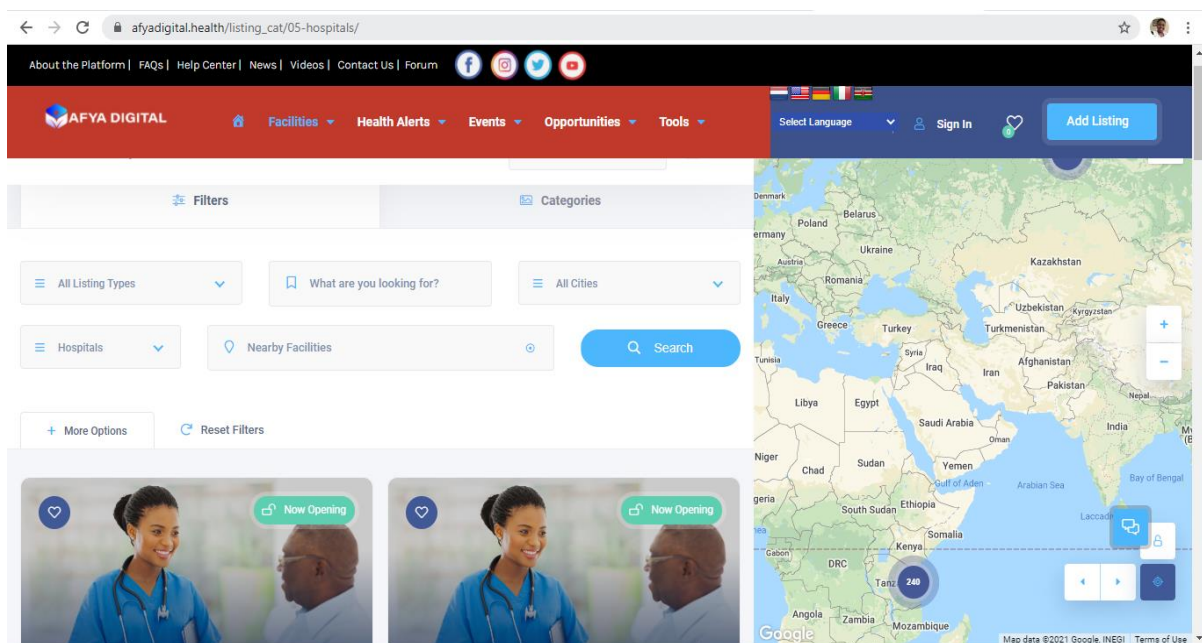 afyadigital.health/listing_cat/05-hospitals/
About the Platform | FAQs | Help Center | News | Videos | Contact Us | Forum
AFYA DIGITAL
Facilities
Health Alerts
Events
Opportunities
Tools
Select Language
Sign In
0
Add Listing
Filters
Categories
All Listing Types
What are you looking for?
All Cities
Hospitals
Nearby Facilities
Search
+ More Options
Reset Filters
Now Opening
Now Opening
Denmark
Belarus
Poland
ermany
Ukraine
Austria
Kazakhstan
Romania
Italy
Uzbekistan
Kyrgyzstan
Greece
Turkey
Turkmenistan
+
Syria
Tunisia
Iraq
Iran
Afghanistan
−
Pakistan
Nepal
Libya
Egypt
Saudi Arabia
India
Oman
Niger
Chad
Sudan
Yemen
Gulf of Aden
Arabian Sea
Bay of Bengal
geria
South Sudan
Ethiopia
Laccad
Somalia
Gabon
Kenya
DRC
Tanz
240
Angola
Zambia
Mozambique
Google
Map data ©2021 Google, INEGI
Terms of Use